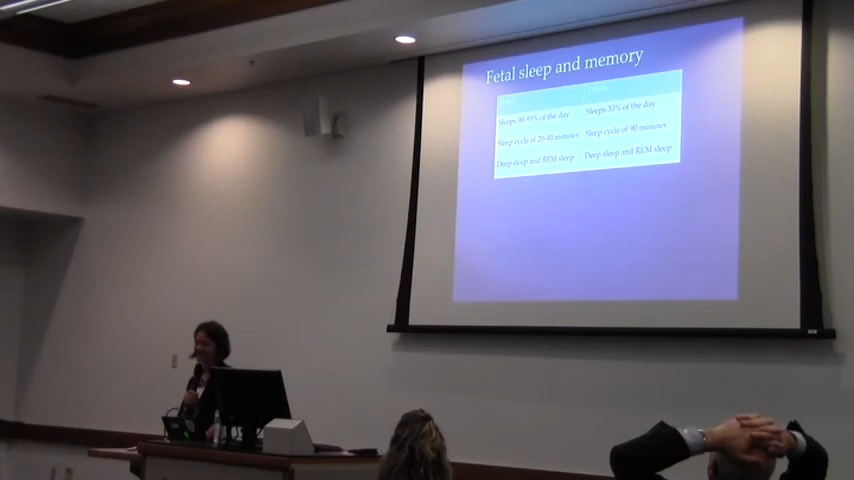 Fetal sleep and memory
Sleeps 90-95% of the day
Sleeps 33% of the day
Sleep cycle of 20-40 minutes
Sleep cycle of 90 minutes
Deep sleep and REM sleep
Deep sleep and REM sleep